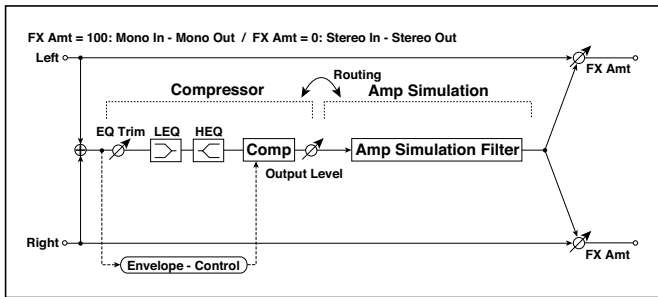 FX Amt = 100: Mono In - Mono Out / FX Amt = 0: Stereo In - Stereo Out
Left
FX Amt
Routing
Compressor
Amp Simulation
EQ Trim
LEQ
HEQ
Comp
Output Level
Amp Simulation Filter
Right
FX Amt
Envelope - Control